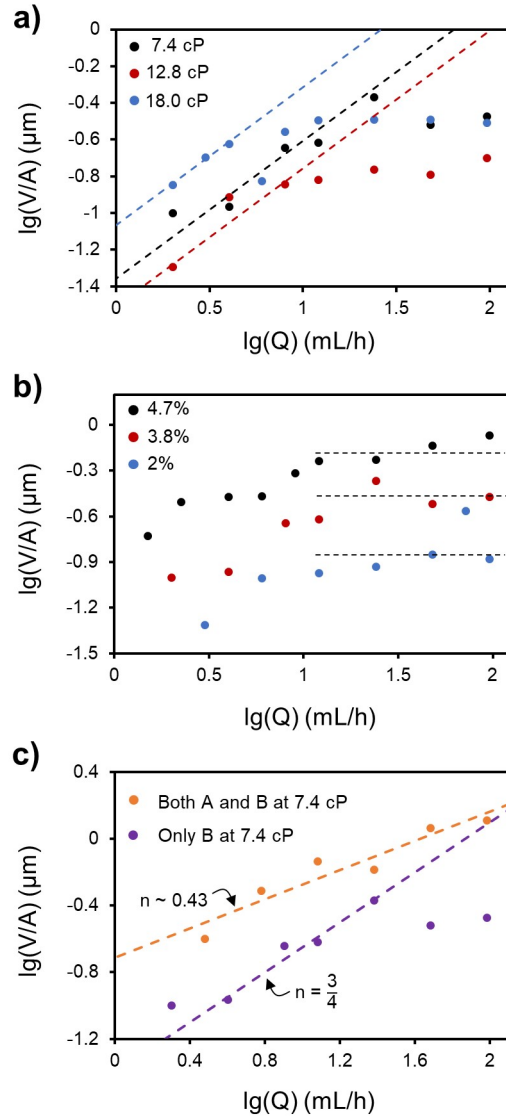 a)
0
-0.2
-0.4
-0.6
-0.8
-1
-1.2
-1.4
lg(V/A) (µm)
7.4 cP
12.8 cP
18.0 cP
0 0.5 1 1.5 2
lg(Q) (mL/h)
b)
0
-0.3
-0.6
-0.9
-1.2
-1.5
lg(V/A) (µm)
4.7%
3.8%
2%
0 0.5 1 1.5 2
lg(Q) (mL/h)
c)
0.4
0
-0.4
-0.8
-1.2
lg(V/A) (µm)
Both A and B at 7.4 cP
Only B at 7.4 cP
n ~ 0.43
n = 3/4
0 0.4 0.8 1.2 1.6 2
lg(Q) (mL/h)